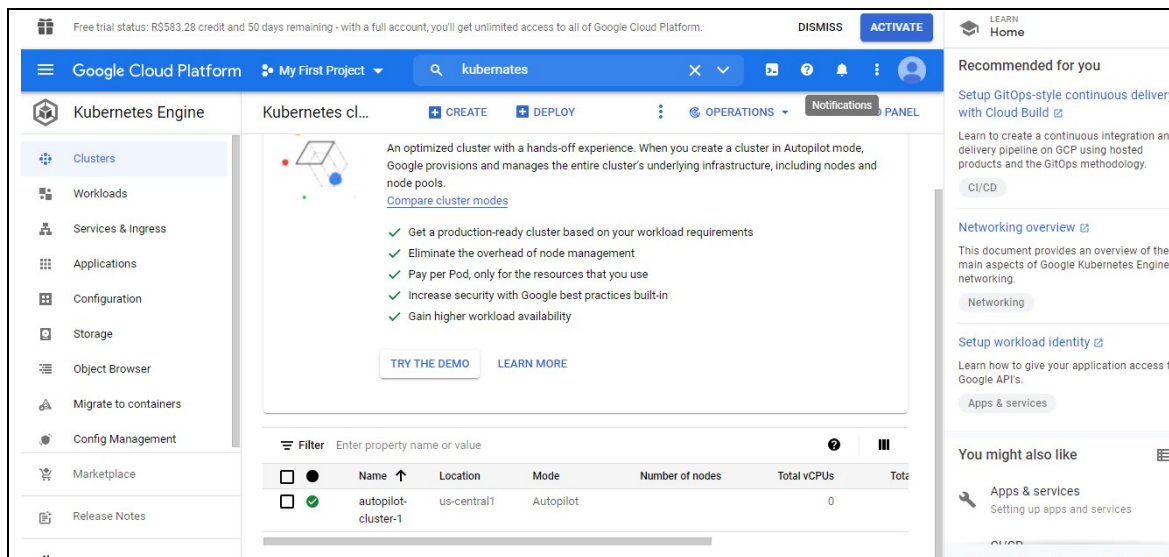 Free trial status: R$583.28 credit and 50 days remaining - with a full account, you'll get unlimited access to all of Google Cloud Platform.
DISMISS
ACTIVATE
Google Cloud Platform
My First Project
kubernates
Kubernetes Engine
Clusters
Workloads
Services & Ingress
Applications
Configuration
Storage
Object Browser
Migrate to containers
Config Management
Marketplace
Release Notes
Kubernetes cl...
CREATE
DEPLOY
OPERATIONS
Notifications
PANEL
An optimized cluster with a hands-off experience. When you create a cluster in Autopilot mode,
Google provisions and manages the entire cluster's underlying infrastructure, including nodes and
node pools.
Compare cluster modes
Get a production-ready cluster based on your workload requirements
Eliminate the overhead of node management
Pay per Pod, only for the resources that you use
Increase security with Google best practices built-in
Gain higher workload availability
TRY THE DEMO
LEARN MORE
Filter Enter property name or value
Name Location Mode Number of nodes Total vCPUs Tota
autopilot- us-central1 Autopilot 0
cluster-1
LEARN
Home
Recommended for you
Setup GitOps-style continuous delivery
with Cloud Build
Learn to create a continuous integration an
delivery pipeline on GCP using hosted
products and the GitOps methodology.
CI/CD
Networking overview
This document provides an overview of the
main aspects of Google Kubernetes Engine
networking.
Networking
Setup workload identity
Learn how to give your application access t
Google API's.
Apps & services
You might also like
Apps & services
Setting up apps and services
CI/CD